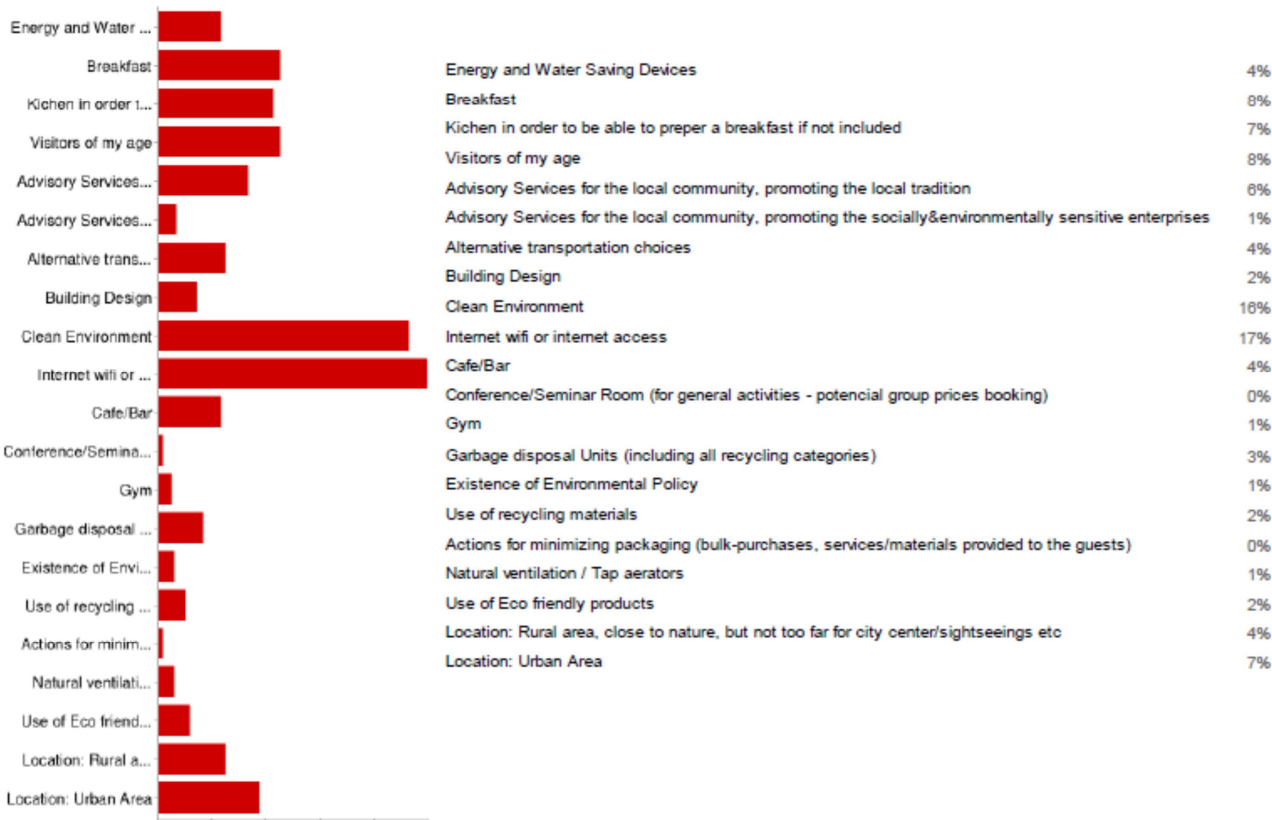 Energy and Water ...
Breakfast
Kichen in order t...
Visitors of my age
Advisory Services...
Advisory Services...
Alternative trans...
Building Design
Clean Environment
Internet wifi or ...
Cafe/Bar
Conference/Semina...
Gym
Garbage disposal ...
Existence of Envi...
Use of recycling ...
Actions for minim...
Natural ventilati...
Use of Eco friend...
Location: Rural a...
Location: Urban Area
Energy and Water Saving Devices 4%
Breakfast 8%
Kichen in order to be able to preper a breakfast if not included 7%
Visitors of my age 8%
Advisory Services for the local community, promoting the local tradition 6%
Advisory Services for the local community, promoting the socially&environmentally sensitive enterprises 1%
Alternative transportation choices 4%
Building Design 2%
Clean Environment 16%
Internet wifi or internet access 17%
Cafe/Bar 4%
Conference/Seminar Room (for general activities - potencial group prices booking) 0%
Gym 1%
Garbage disposal Units (including all recycling categories) 3%
Existence of Environmental Policy 1%
Use of recycling materials 2%
Actions for minimizing packaging (bulk-purchases, services/materials provided to the guests) 0%
Natural ventilation / Tap aerators 1%
Use of Eco friendly products 2%
Location: Rural area, close to nature, but not too far for city center/sightseeings etc 4%
Location: Urban Area 7%